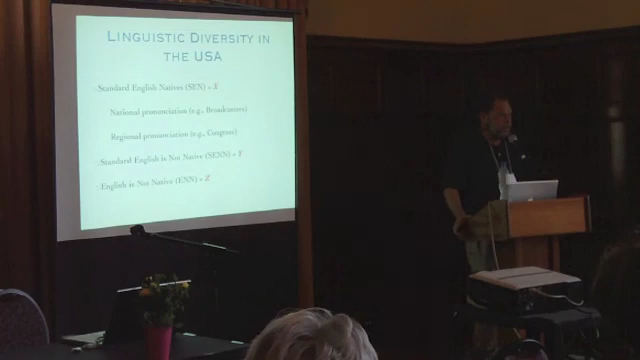 LINGUISTIC DIVERSITY IN
THE USA
Standard English Natives (SEN) = X
National pronunciation (e.g., Broadcasters)
Regional pronunciation (e.g., Congress)
Standard English is Not Native (SENN) = Y
English is Not Native (ENN) = Z